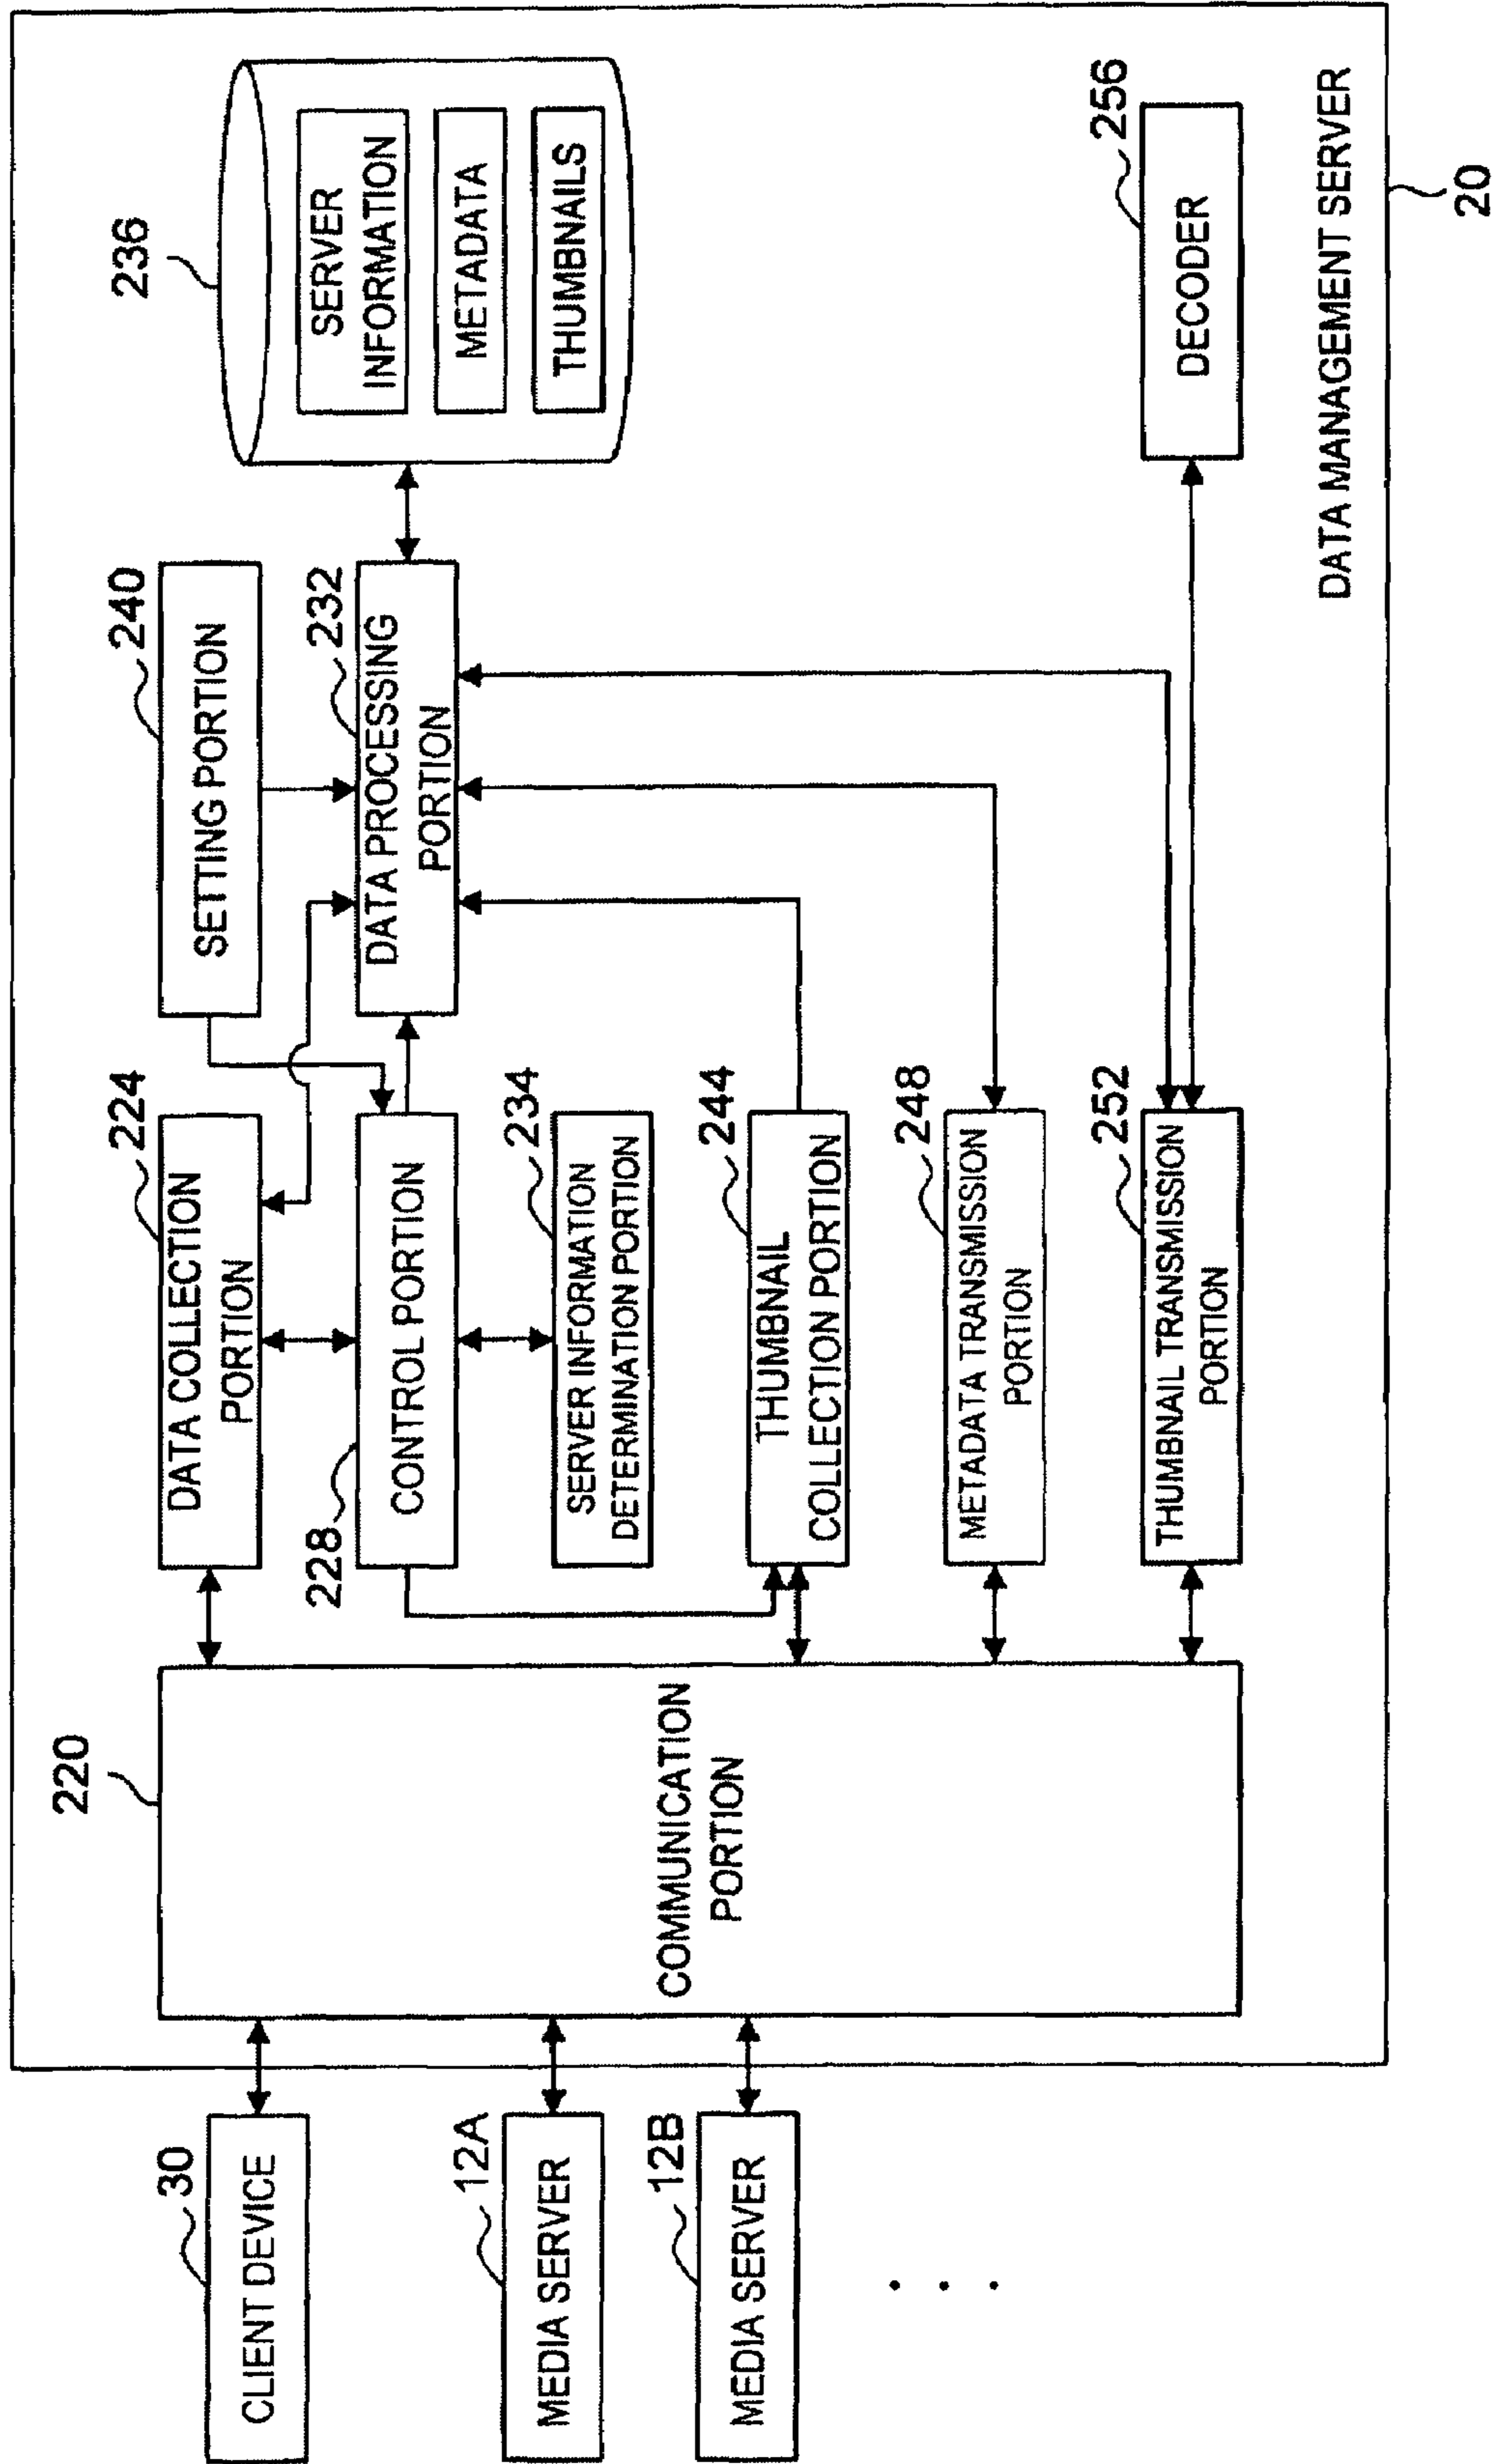 30
CLIENT DEVICE
12A
MEDIA SERVER
12B
MEDIA SERVER
. . .
220
COMMUNICATION
PORTION
224
DATA COLLECTION
PORTION
228
CONTROL PORTION
234
SERVER INFORMATION
DETERMINATION PORTION
244
THUMBNAIL
COLLECTION PORTION
248
METADATA TRANSMISSION
PORTION
252
THUMBNAIL TRANSMISSION
PORTION
240
SETTING PORTION
232
DATA PROCESSING
PORTION
236
SERVER
INFORMATION
METADATA
THUMBNAILS
256
DECODER
DATA MANAGEMENT SERVER
20